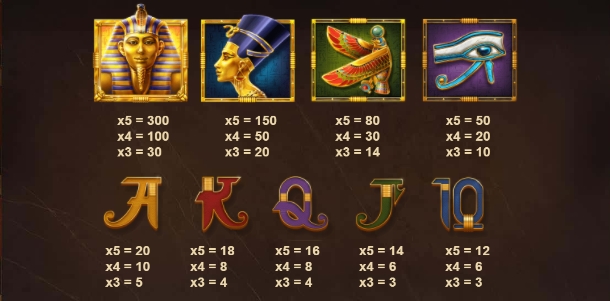 x5 = 300 x5 = 150 x5 = 80 x5 = 50
x4 = 100 x4 = 50 x4 = 30 x4 = 20
x3 = 30 x3 = 20 x3 = 14 x3 = 10
A K Q J 10
x5 = 20 x5 = 18 x5 = 16 x5 = 14 x5 = 12
x4 = 10 x4 = 8 x4 = 8 x4 = 6 x4 = 6
x3 = 5 x3 = 4 x3 = 4 x3 = 3 x3 = 3